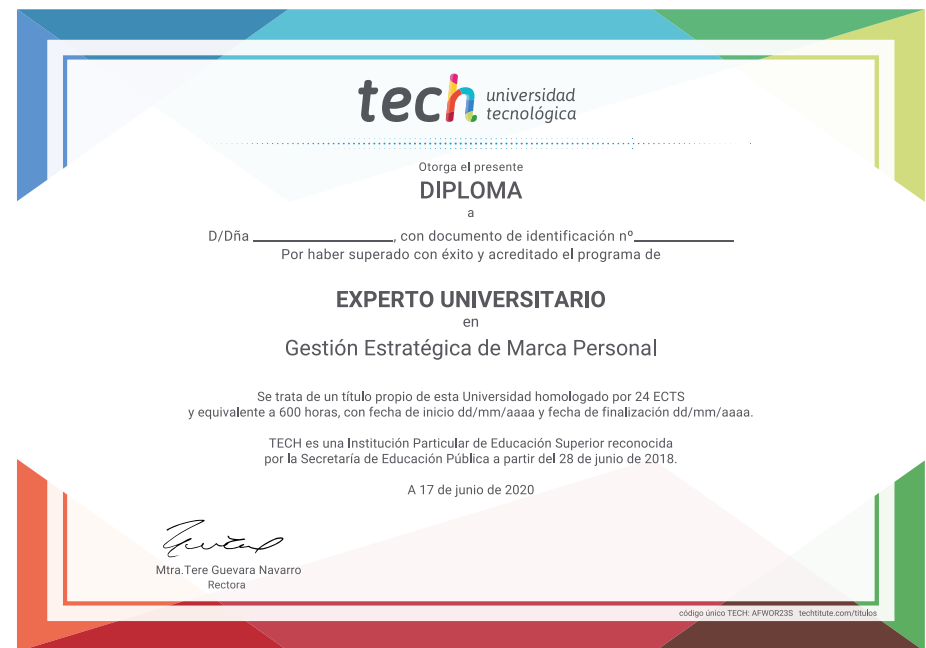 tech universidad
tecnológica
Otorga el presente
DIPLOMA
a
D/Dña ____________, con documento de identificación nº_________
Por haber superado con éxito y acreditado el programa de
EXPERTO UNIVERSITARIO
en
Gestión Estratégica de Marca Personal
Se trata de un título propio de esta Universidad homologado por 24 ECTS
y equivalente a 600 horas, con fecha de inicio dd/mm/aaaa y fecha de finalización dd/mm/aaaa.
TECH es una Institución Particular de Educación Superior reconocida
por la Secretaría de Educación Pública a partir del 28 de junio de 2018.
A 17 de junio de 2020
Mtra.Tere Guevara Navarro
Rectora
código único TECH: AFWOR23S techtitute.com/titulos